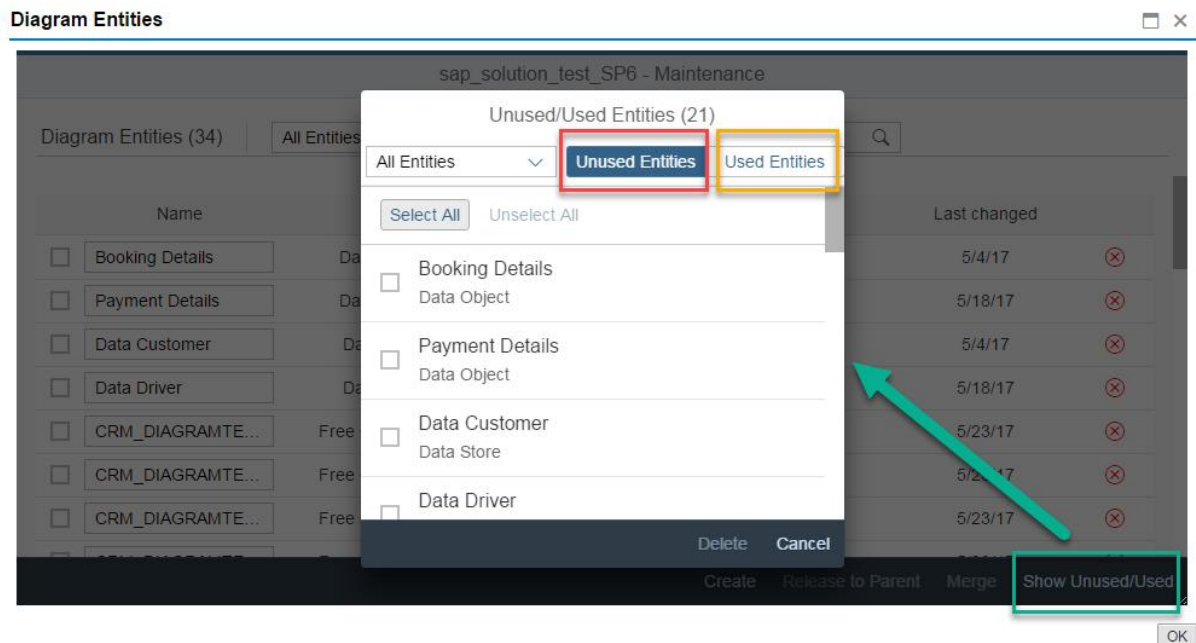 Diagram Entities
sap_solution_test_SP6 - Maintenance
Unused/Used Entities (21)
Diagram Entities (34)
All Entities
All Entities
Unused Entities
Used Entities
Select All
Unselect All
Name
Last changed
Booking Details
Da
5/4/17
Payment Details
Da
5/18/17
Data Customer
Da
5/4/17
Data Driver
Da
5/18/17
CRM_DIAGRAMTE...
Free
5/23/17
CRM_DIAGRAMTE...
Free
CRM_DIAGRAMTE...
Free
5/23/17
Booking Details
Data Object
Payment Details
Data Object
Data Customer
Data Store
Data Driver
Delete
Cancel
Create
Release to Parent
Merge
Show Unused/Used
OK